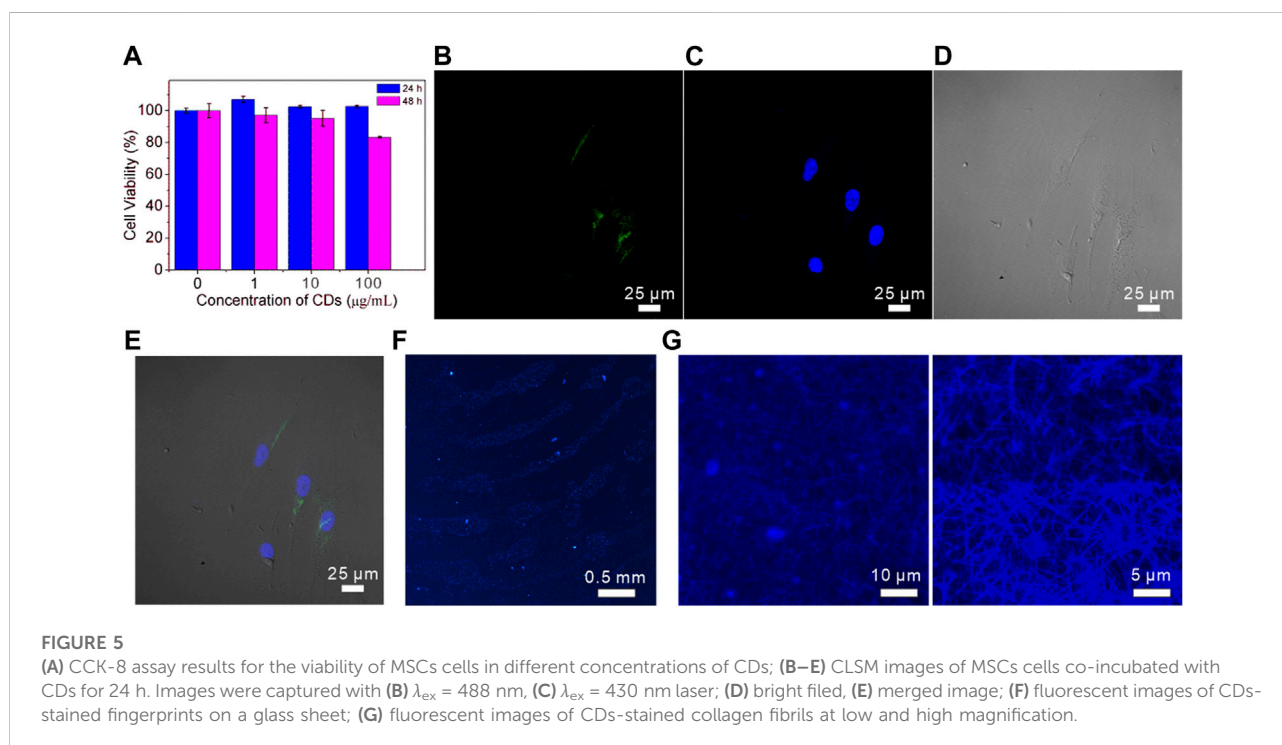 A
B
C
D
24 h
48 h
100
80
60
40
20
0
Cell Viability (%)
0 1 10 100
Concentration of CDs (µg/mL)
25 µm
25 µm
25 µm
E
F
G
25 µm
0.5 mm
10 µm
5 µm
FIGURE 5
(A) CCK-8 assay results for the viability of MSCs cells in different concentrations of CDs; (B–E) CLSM images of MSCs cells co-incubated with
CDs for 24 h. Images were captured with (B) λex = 488 nm, (C) λex = 430 nm laser; (D) bright filed, (E) merged image; (F) fluorescent images of CDs-
stained fingerprints on a glass sheet; (G) fluorescent images of CDs-stained collagen fibrils at low and high magnification.